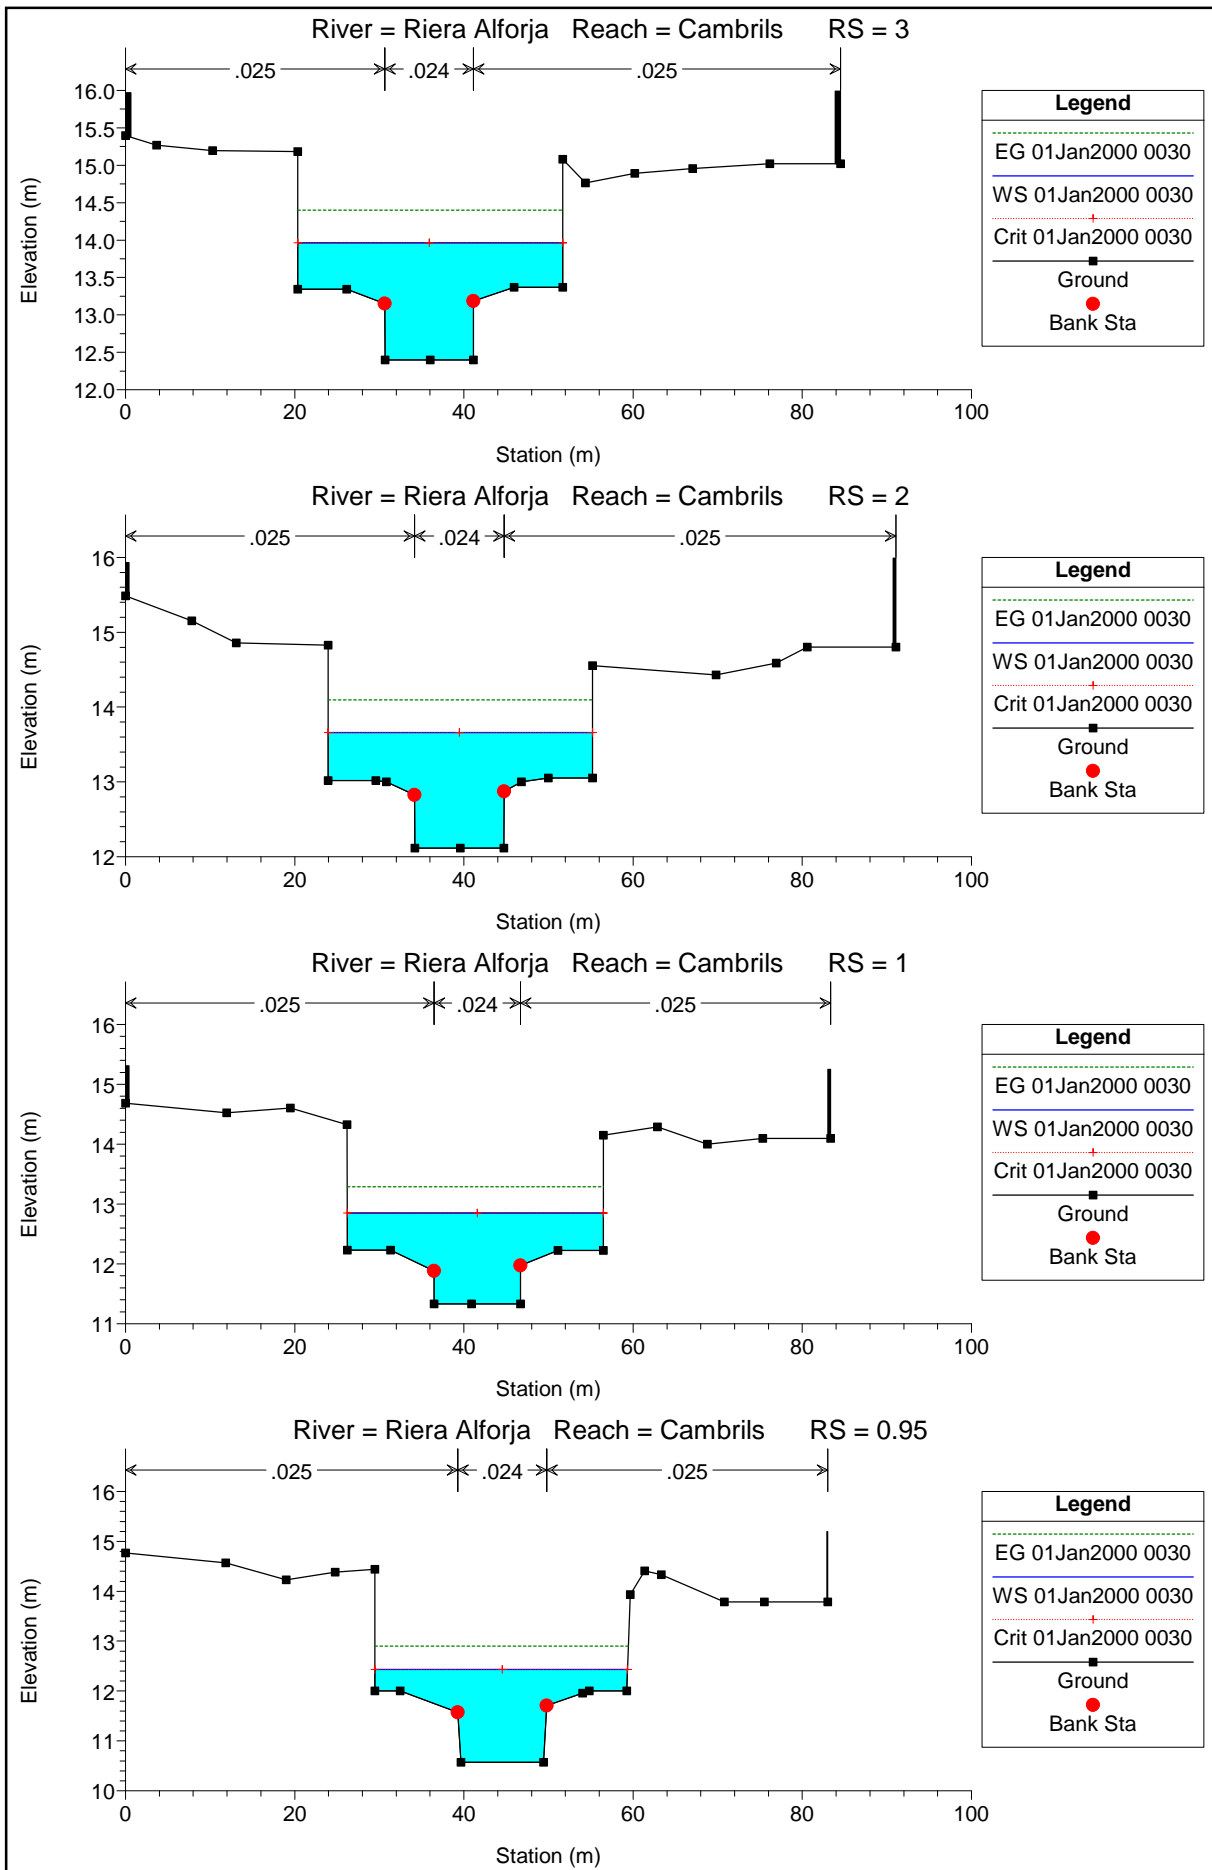 River = Riera Alforja Reach = Cambrils RS = 3
.025 .024 .025
16.0
15.5
15.0
14.5
14.0
13.5
13.0
12.5
12.0
Elevation (m)
0 20 40 60 80 100
Station (m)
Legend
EG 01Jan2000 0030
WS 01Jan2000 0030
Crit 01Jan2000 0030
Ground
Bank Sta
River = Riera Alforja Reach = Cambrils RS = 2
.025 .024 .025
16
15
14
13
12
Elevation (m)
0 20 40 60 80 100
Station (m)
Legend
EG 01Jan2000 0030
WS 01Jan2000 0030
Crit 01Jan2000 0030
Ground
Bank Sta
River = Riera Alforja Reach = Cambrils RS = 1
.025 .024 .025
16
15
14
13
12
11
Elevation (m)
0 20 40 60 80 100
Station (m)
Legend
EG 01Jan2000 0030
WS 01Jan2000 0030
Crit 01Jan2000 0030
Ground
Bank Sta
River = Riera Alforja Reach = Cambrils RS = 0.95
.025 .024 .025
16
15
14
13
12
11
10
Elevation (m)
0 20 40 60 80 100
Station (m)
Legend
EG 01Jan2000 0030
WS 01Jan2000 0030
Crit 01Jan2000 0030
Ground
Bank Sta